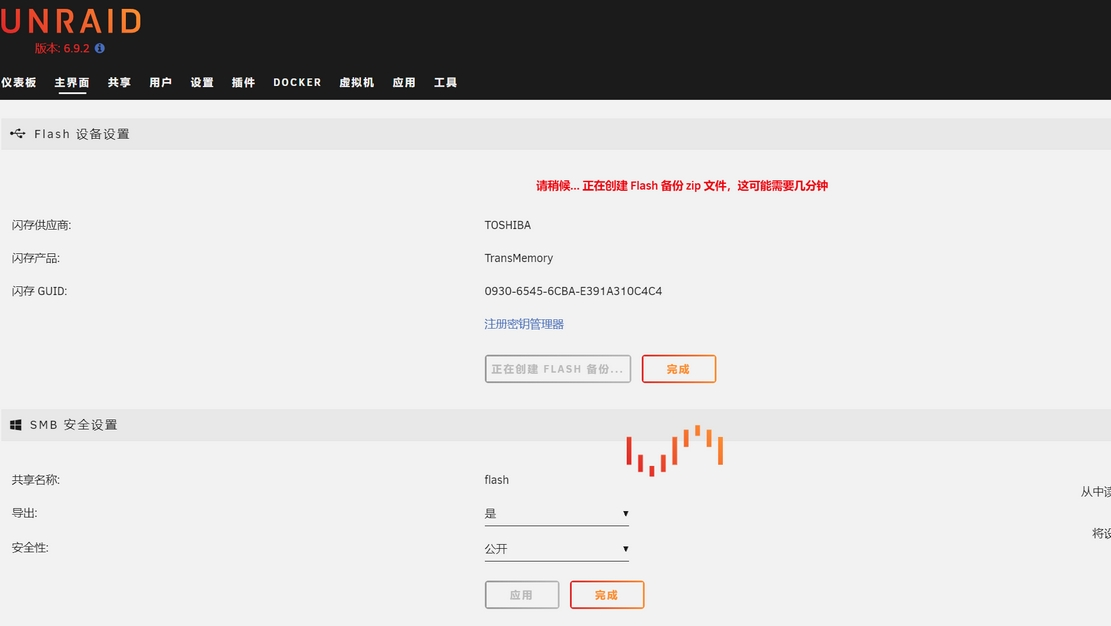 UNRAID
版本: 6.9.2
仪表板 主界面 共享 用户 设置 插件 DOCKER 虚拟机 应用 工具
Flash 设备设置
请稍候... 正在创建 Flash 备份 zip 文件，这可能需要几分钟
闪存供应商: TOSHIBA
闪存产品: TransMemory
闪存 GUID: 0930-6545-6CBA-E391A310C4C4
注册密钥管理器
正在创建 FLASH 备份... 完成
SMB 安全设置
共享名称: flash
从中读
导出: 是
将设
安全性: 公开
应用 完成